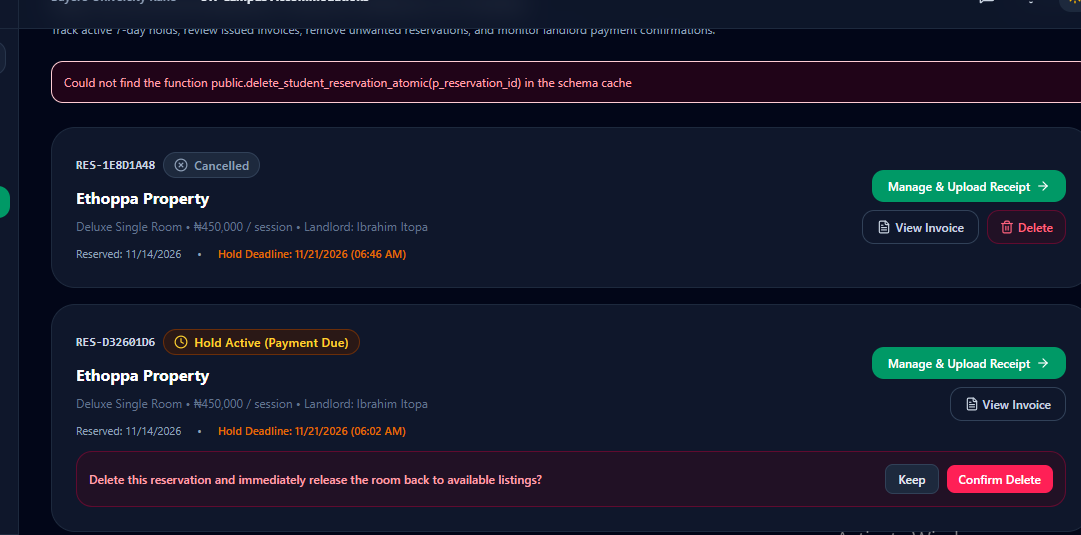 Track active 7-day holds, review issued invoices, remove unwanted reservations, and monitor landlord payment confirmations.
Could not find the function public.delete_student_reservation_atomic(p_reservation_id) in the schema cache
RES-1E8D1A48 Cancelled
Ethoppa Property
Deluxe Single Room • ₦450,000 / session • Landlord: Ibrahim Itopa
Reserved: 11/14/2026 • Hold Deadline: 11/21/2026 (06:46 AM)
Manage & Upload Receipt →
View Invoice Delete
RES-D32601D6 Hold Active (Payment Due)
Ethoppa Property
Deluxe Single Room • ₦450,000 / session • Landlord: Ibrahim Itopa
Reserved: 11/14/2026 • Hold Deadline: 11/21/2026 (06:02 AM)
Manage & Upload Receipt →
View Invoice
Delete this reservation and immediately release the room back to available listings?
Keep Confirm Delete